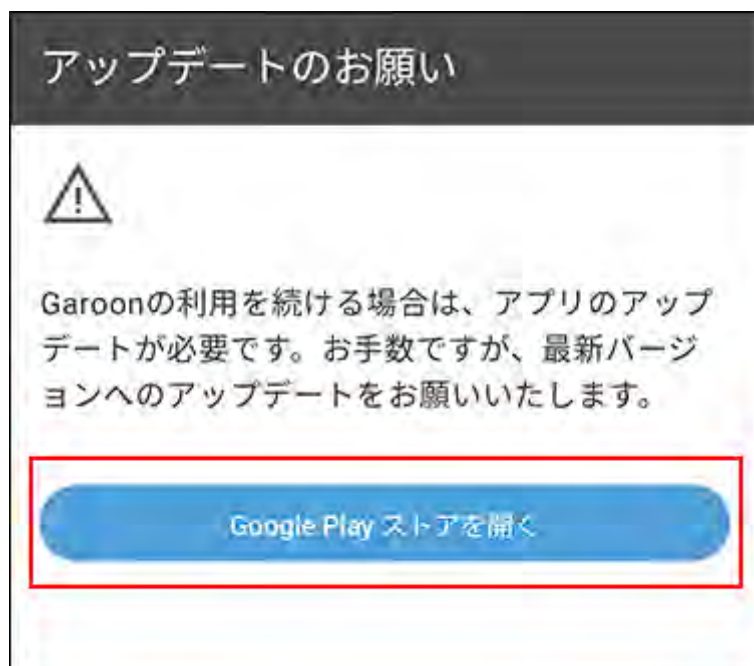 アップデートのお願い
Garoonの利用を続ける場合は、アプリのアップ
デートが必要です。お手数ですが、最新バージ
ョンへのアップデートをお願いいたします。
Google Play ストアを開く